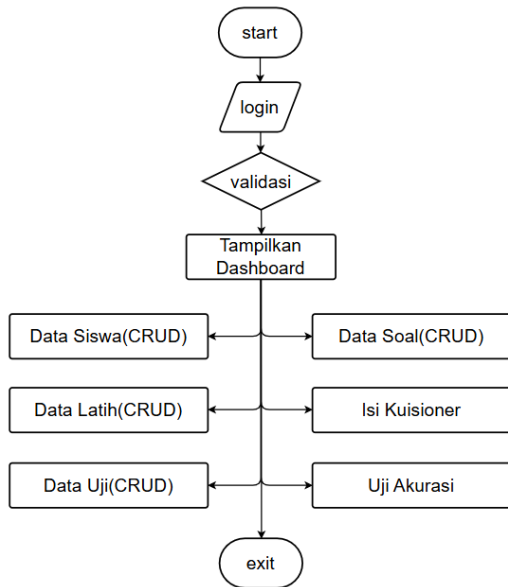 start
login
validasi
Tampilkan
Dashboard
Data Siswa(CRUD)
Data Soal(CRUD)
Data Latih(CRUD)
Isi Kuisioner
Data Uji(CRUD)
Uji Akurasi
exit